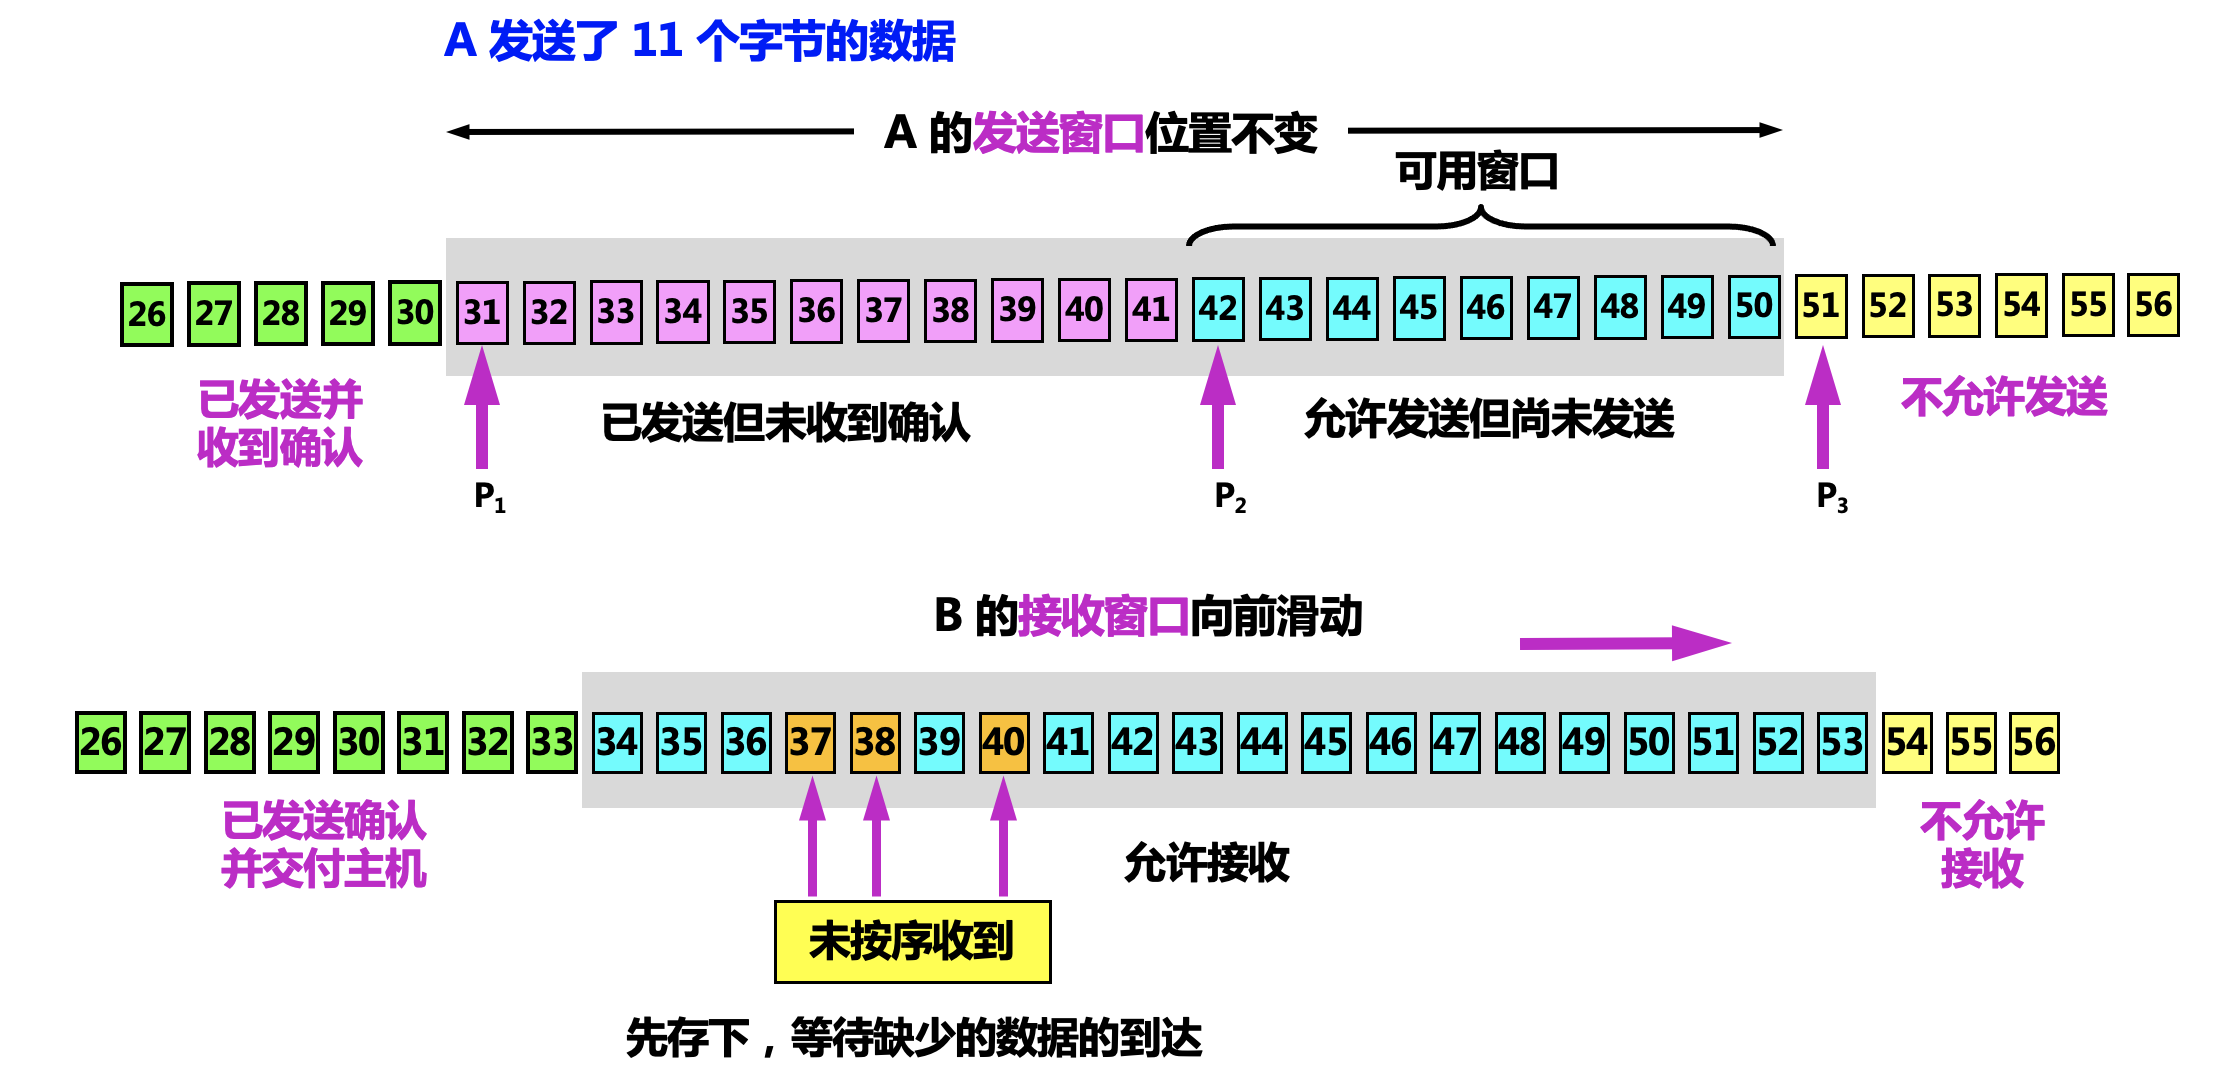 A 发送了 11 个字节的数据
A 的发送窗口位置不变
可用窗口
26 27 28 29 30 31 32 33 34 35 36 37 38 39 40 41 42 43 44 45 46 47 48 49 50 51 52 53 54 55 56
已发送并
收到确认
已发送但未收到确认
允许发送但尚未发送
不允许发送
P1 P2 P3
B 的接收窗口向前滑动
26 27 28 29 30 31 32 33 34 35 36 37 38 39 40 41 42 43 44 45 46 47 48 49 50 51 52 53 54 55 56
已发送确认
并交付主机
允许接收
不允许
接收
未按序收到
先存下，等待缺少的数据的到达